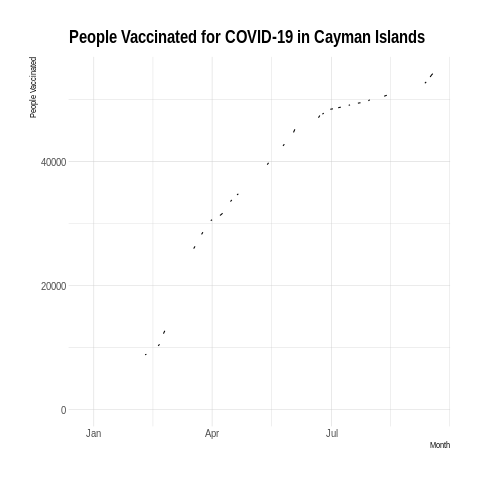 People Vaccinated for COVID-19 in Cayman Islands
People Vaccinated
40000
20000
0
Jan Apr Jul
Month